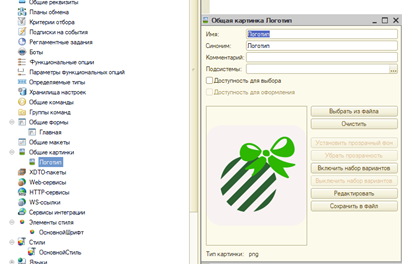 Общие реквизиты
Планы обмена
Критерии отбора
Подписки на события
Регламентные задания
Боты
Функциональные опции
Параметры функциональных опций
Определяемые типы
Хранилища настроек
Общие команды
Группы команд
Общие формы
Главная
Общие макеты
Общие картинки
Логотип
XDTO-пакеты
Web-сервисы
HTTP-сервисы
WS-ссылки
Сервисы интеграции
Элементы стиля
ОсновнойШрифт
Стили
ОсновнойСтиль
Языки
Общая картинка Логотип
Имя: Логотип
Синоним: Логотип
Комментарий:
Подсистемы: ...
Доступность для выбора
Доступность для оформления
Выбрать из файла
Очистить
Установить прозрачный фон
Убрать прозрачность
Включить набор вариантов
Выключить набор вариантов
Редактировать
Сохранить в файл
Тип картинки: png